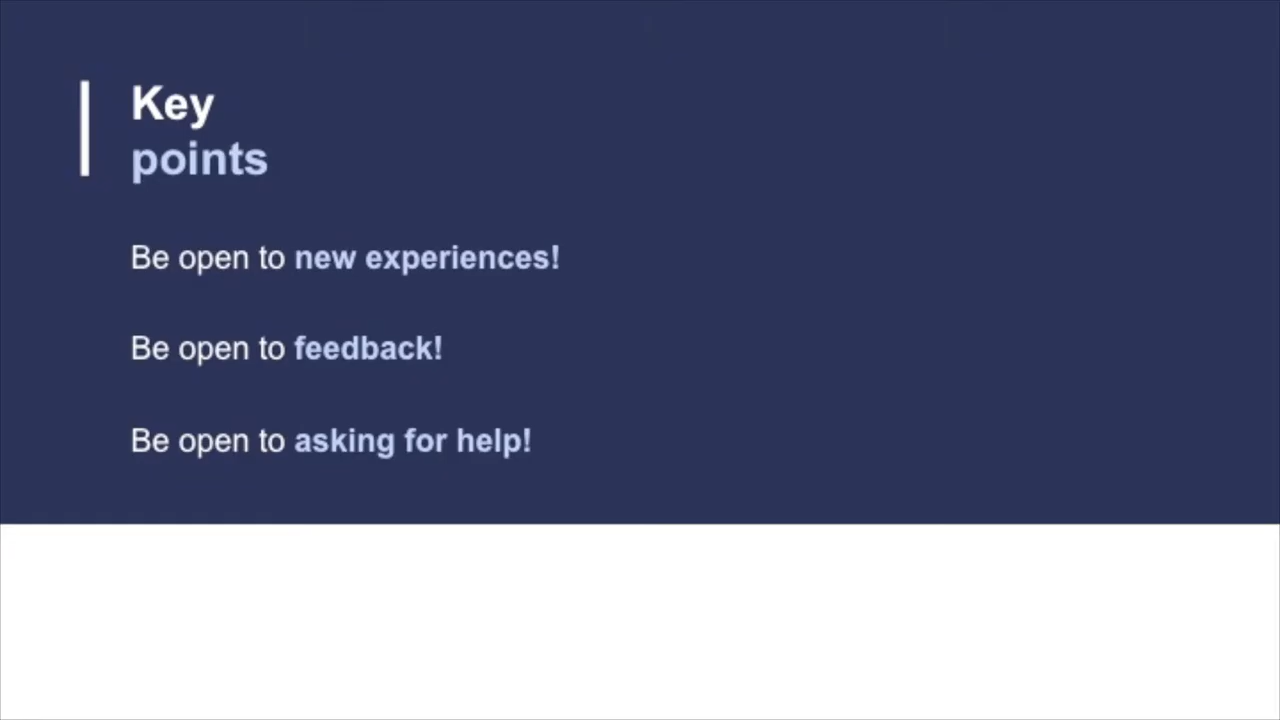 Key
points
Be open to new experiences!
Be open to feedback!
Be open to asking for help!